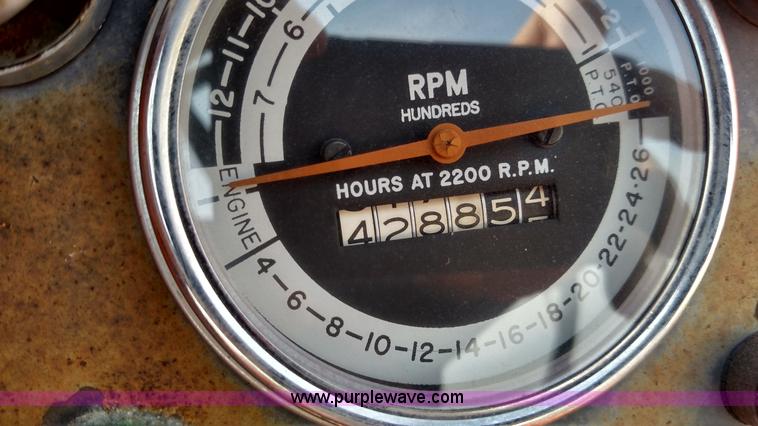 10
11
12
6
7
2
1
1000
P.T.O.
540
P.T.O.
RPM
HUNDREDS
HOURS AT 2200 R.P.M.
428854
ENGINE
4-6-8-10-12-14-16-18-20-22-24-26
www.purplewave.com